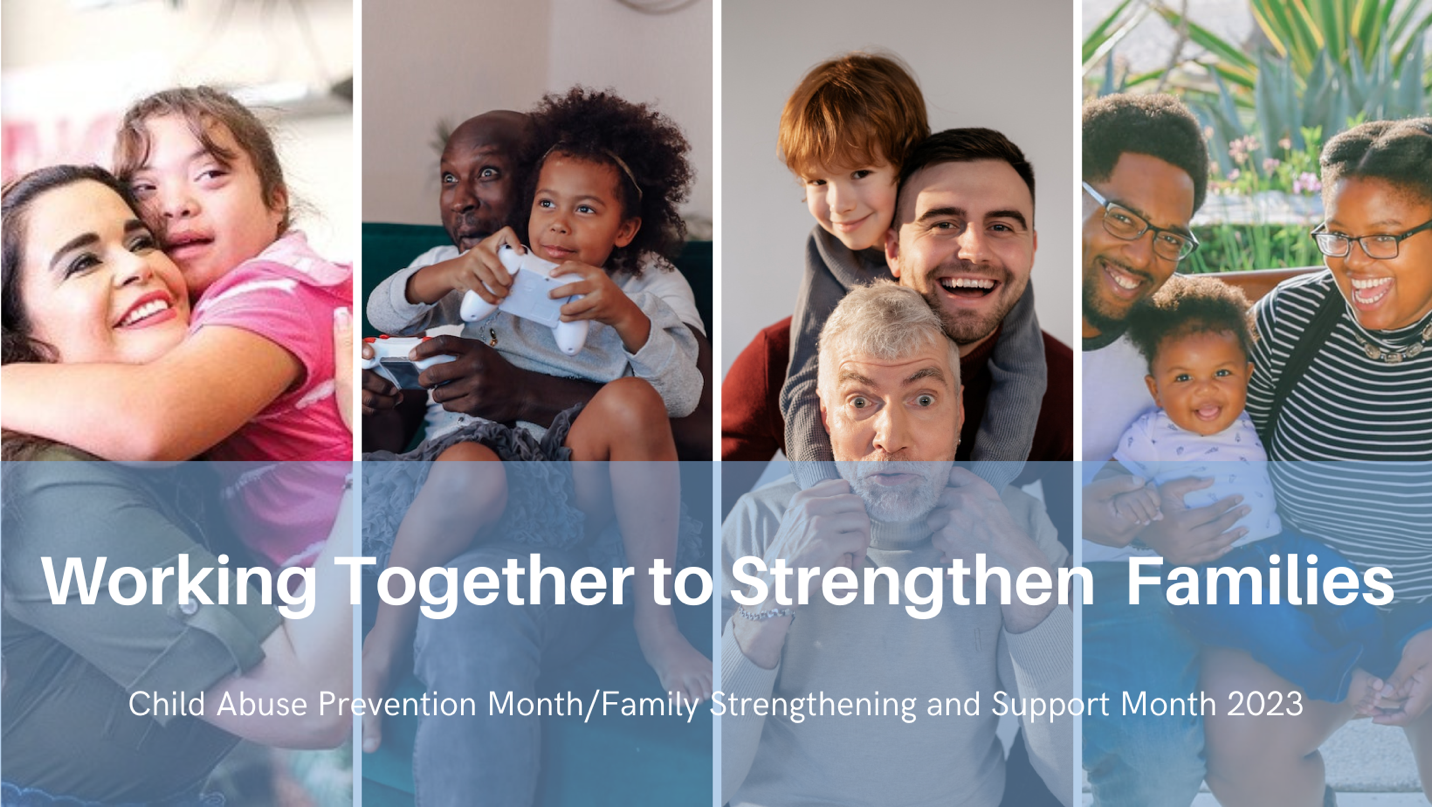 Working Together to Strengthen  Families
Child Abuse Prevention Month/Family Strengthening and Support Month 2023